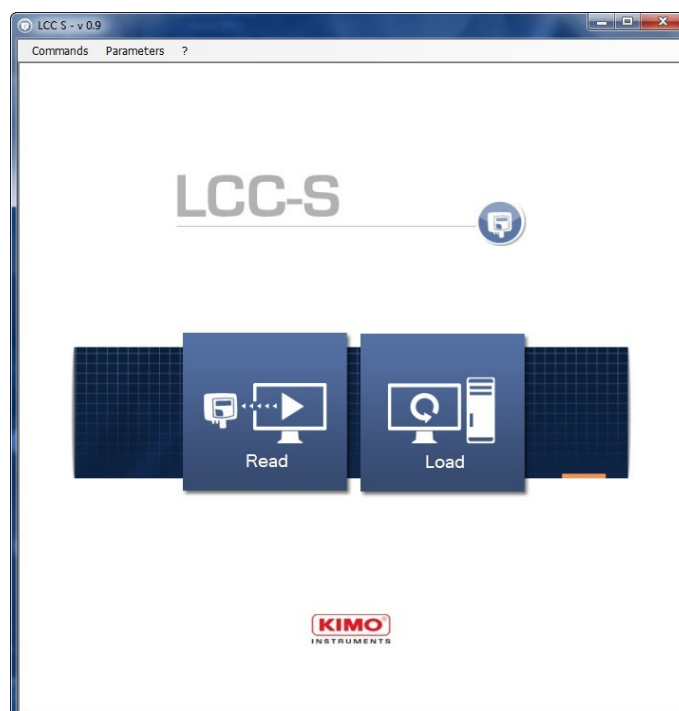 LCC S - v 0.9
Commands Parameters ?
LCC-S
Read Load
KIMO
INSTRUMENTS